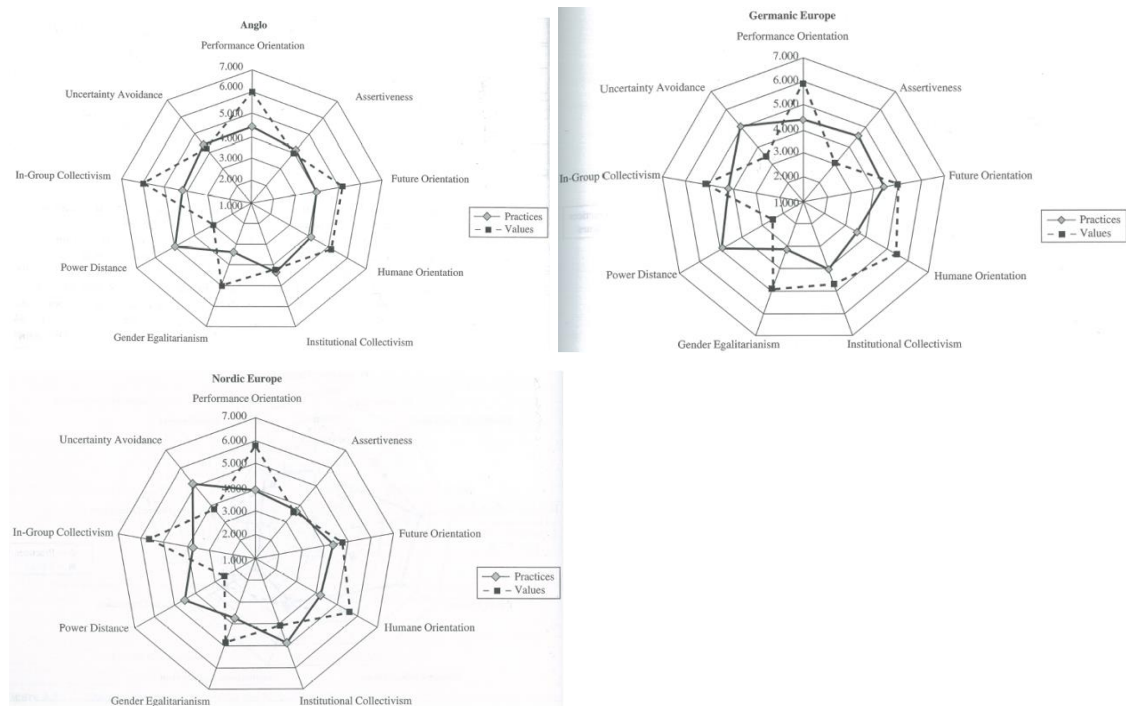 Anglo
Performance Orientation
7.000
6.000
5.000
4.000
3.000
2.000
1.000
Assertiveness
Future Orientation
Humane Orientation
Institutional Collectivism
Gender Egalitarianism
Power Distance
In-Group Collectivism
Uncertainty Avoidance
Practices
Values
Germanic Europe
Performance Orientation
7.000
6.000
5.000
4.000
3.000
2.000
1.000
Assertiveness
Future Orientation
Humane Orientation
Institutional Collectivism
Gender Egalitarianism
Power Distance
In-Group Collectivism
Uncertainty Avoidance
Practices
Values
Nordic Europe
Performance Orientation
7.000
6.000
5.000
4.000
3.000
2.000
1.000
Assertiveness
Future Orientation
Humane Orientation
Institutional Collectivism
Gender Egalitarianism
Power Distance
In-Group Collectivism
Uncertainty Avoidance
Practices
Values